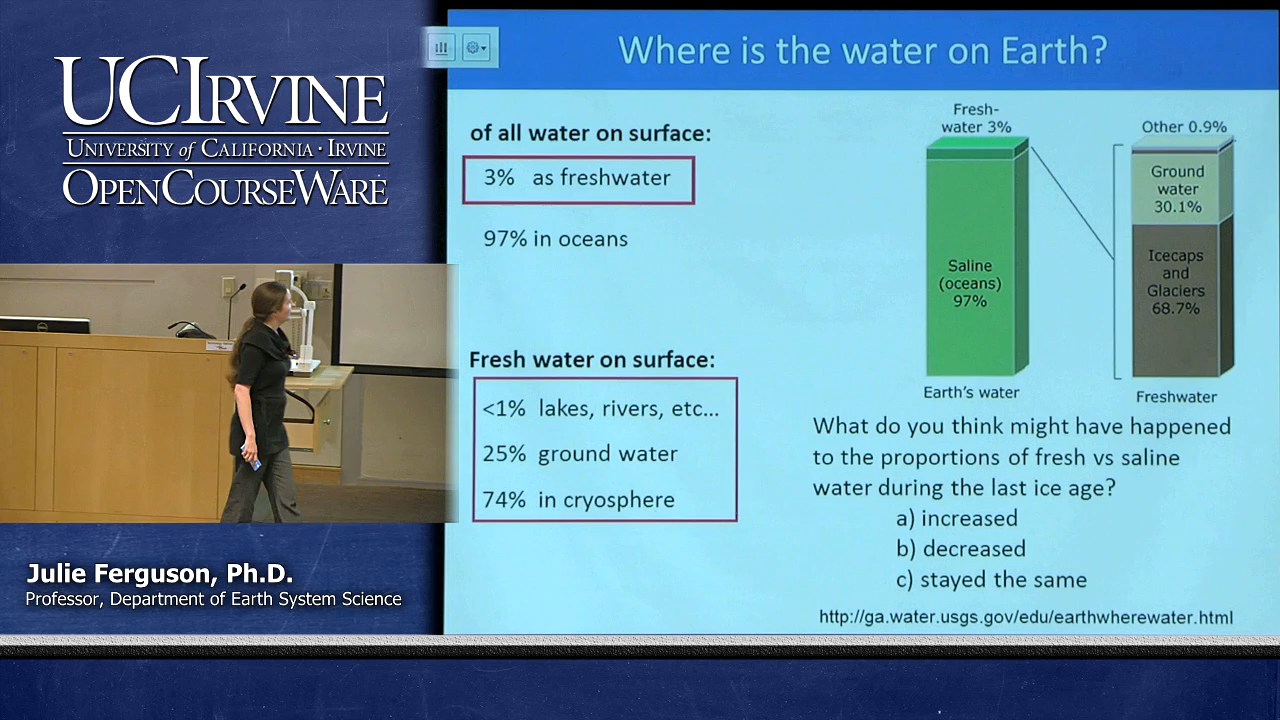 UCIRVINE
UNIVERSITY of CALIFORNIA · IRVINE
OPENCOURSEWARE
Where is the water on Earth?
of all water on surface:
3% as freshwater
97% in oceans
Fresh water on surface:
<1% lakes, rivers, etc...
25% ground water
74% in cryosphere
Fresh-
water 3%
Saline
(oceans)
97%
Earth's water
Other 0.9%
Ground
water
30.1%
Icecaps
and
Glaciers
68.7%
Freshwater
What do you think might have happened
to the proportions of fresh vs saline
water during the last ice age?
a) increased
b) decreased
c) stayed the same
http://ga.water.usgs.gov/edu/earthwherewater.html
Julie Ferguson, Ph.D.
Professor, Department of Earth System Science